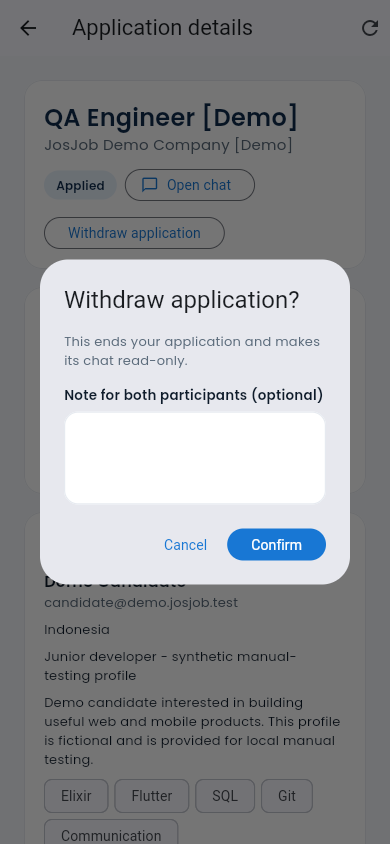 Application details
QA Engineer [Demo]
JosJob Demo Company [Demo]
Applied
Open chat
Withdraw application
Withdraw application?
This ends your application and makes
its chat read-only.
Note for both participants (optional)
Cancel
Confirm
Demo Candidate
candidate@demo.josjob.test
Indonesia
Junior developer - synthetic manual-
testing profile
Demo candidate interested in building
useful web and mobile products. This profile
is fictional and is provided for local manual
testing.
Elixir
Flutter
SQL
Git
Communication